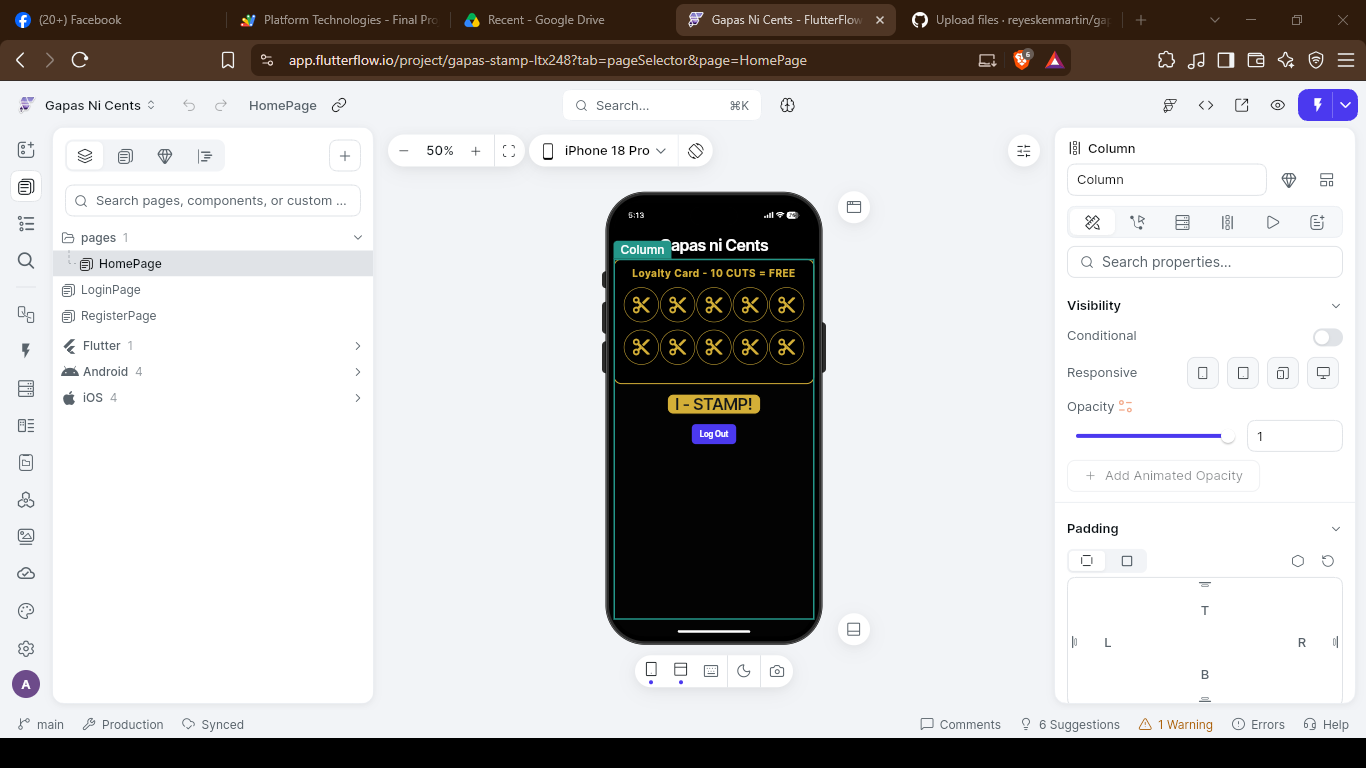 (20+) Facebook
Platform Technologies - Final Pro
Recent - Google Drive
Gapas Ni Cents - FlutterFlow
Upload files · reyeskenmartin/gap
app.flutterflow.io/project/gapas-stamp-ltx248?tab=pageSelector&page=HomePage
6
Gapas Ni Cents
HomePage
Search...
⌘K
50%
iPhone 18 Pro
Search pages, components, or custom ...
pages 1
HomePage
LoginPage
RegisterPage
Flutter 1
Android 4
iOS 4
A
5:13
Gapas ni Cents
Column
Loyalty Card - 10 CUTS = FREE
I - STAMP!
Log Out
Column
Column
Search properties...
Visibility
Conditional
Responsive
Opacity
1
+ Add Animated Opacity
Padding
T
L
R
B
main
Production
Synced
Comments
6 Suggestions
1 Warning
Errors
Help